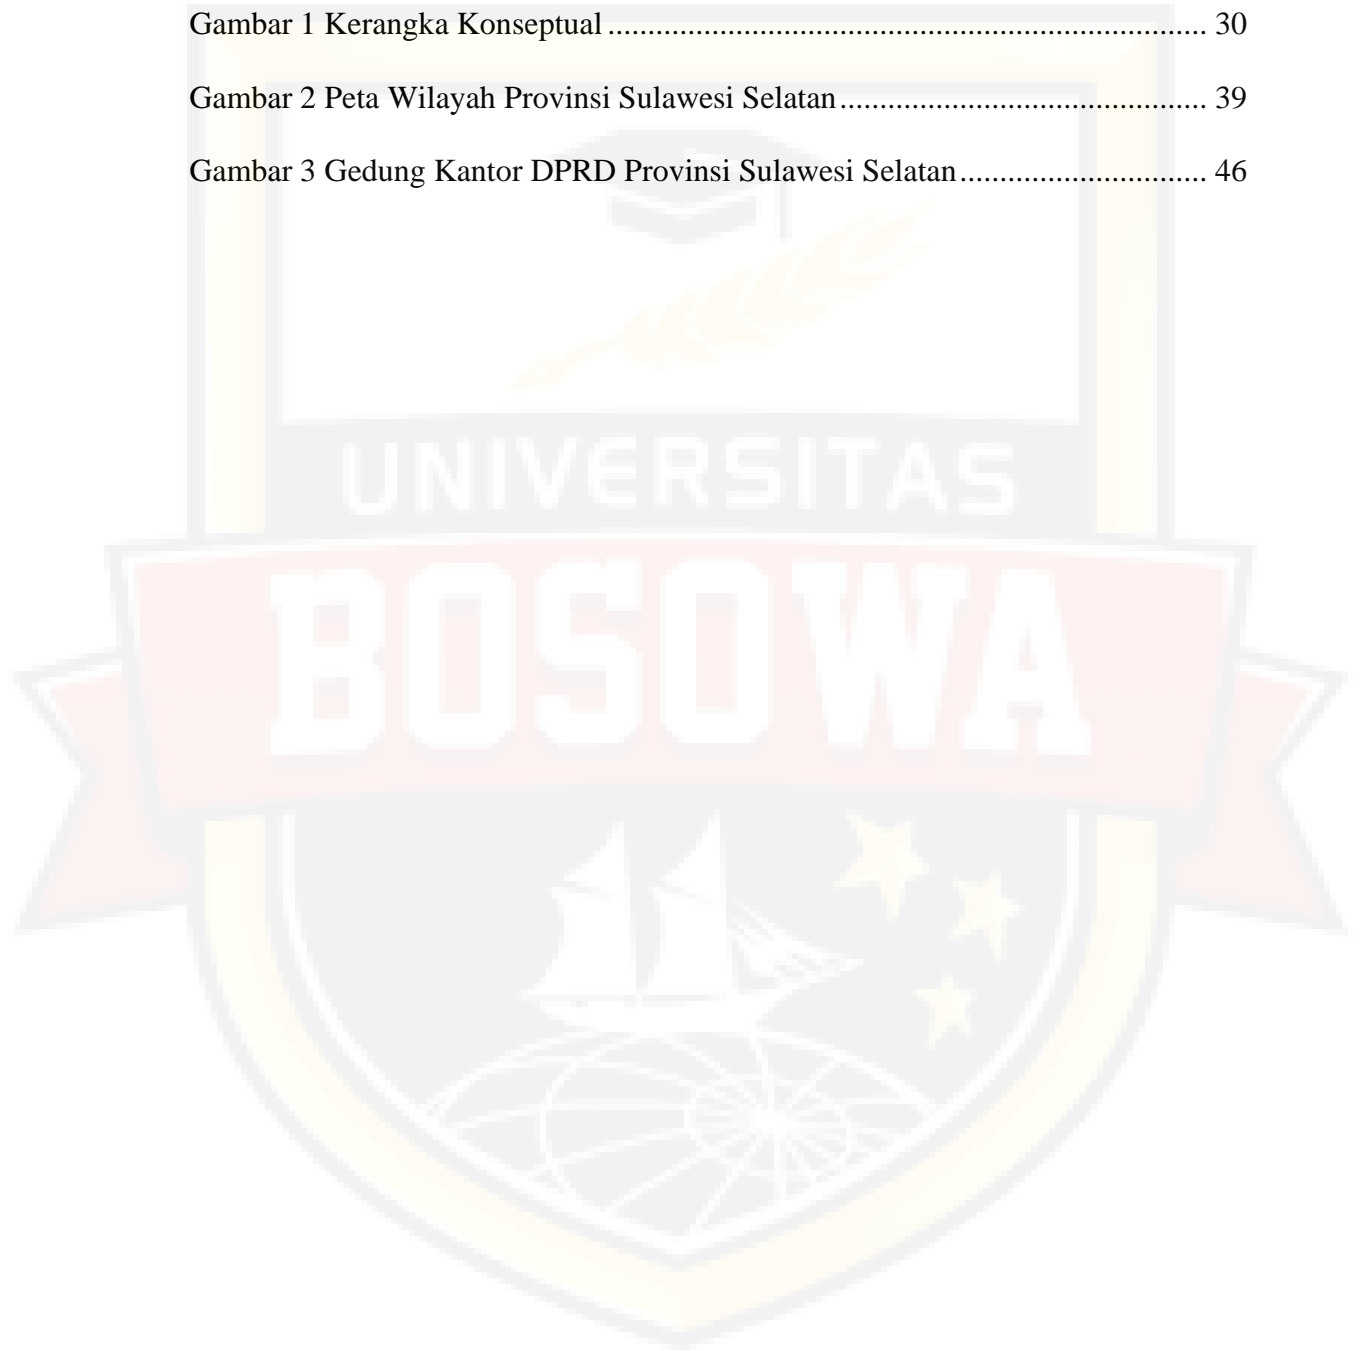 Gambar 1 Kerangka Konseptual........................................................................... 30
Gambar 2 Peta Wilayah Provinsi Sulawesi Selatan.............................................. 39
Gambar 3 Gedung Kantor DPRD Provinsi Sulawesi Selatan............................... 46
UNIVERSITAS
BOSOWA